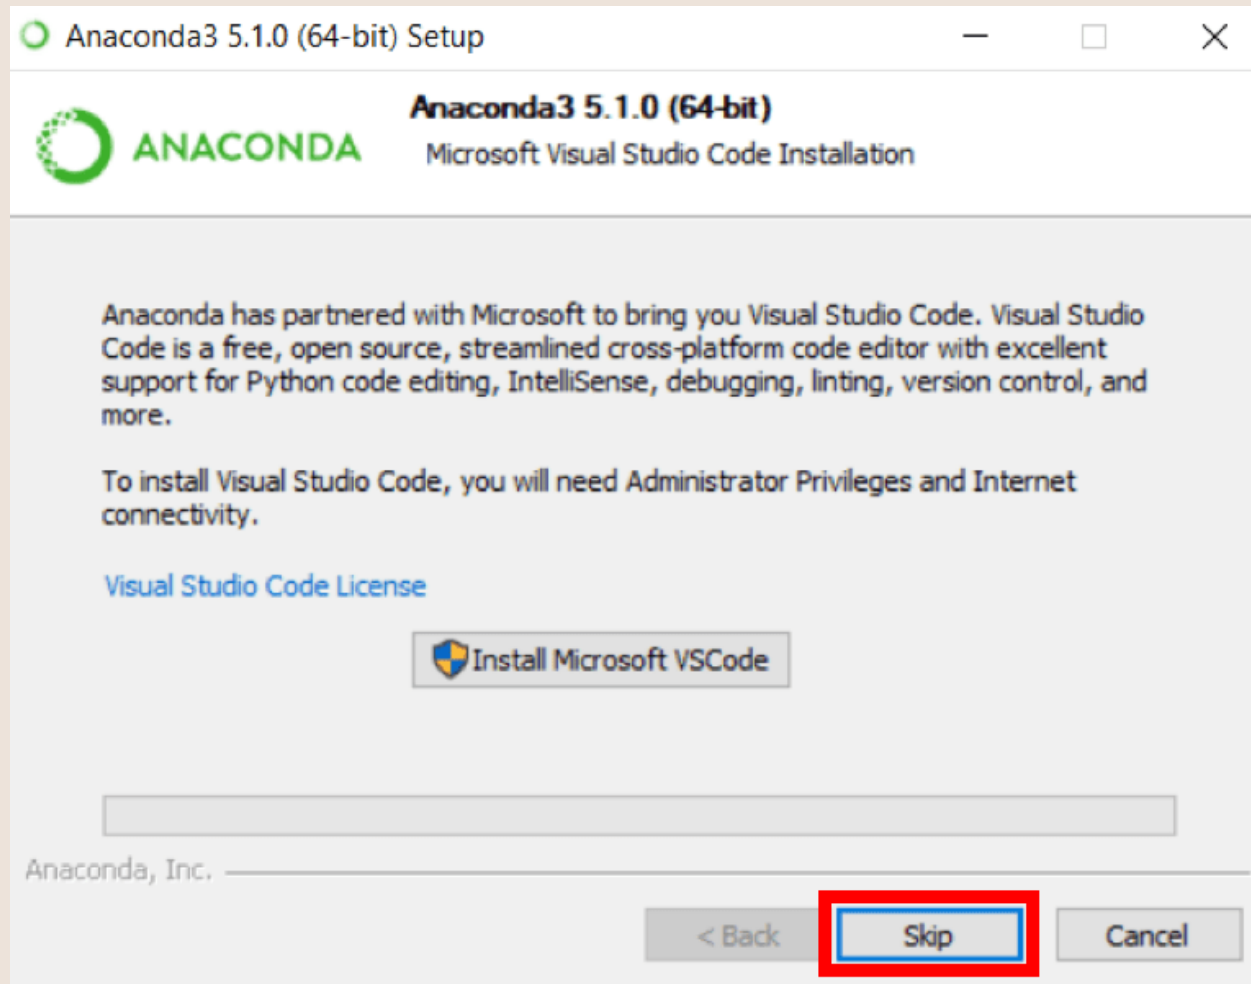 Anaconda3 5.1.0 (64-bit) Setup
ANACONDA
Anaconda3 5.1.0 (64-bit)
Microsoft Visual Studio Code Installation
Anaconda has partnered with Microsoft to bring you Visual Studio Code. Visual Studio
Code is a free, open source, streamlined cross-platform code editor with excellent
support for Python code editing, IntelliSense, debugging, linting, version control, and
more.
To install Visual Studio Code, you will need Administrator Privileges and Internet
connectivity.
Visual Studio Code License
Install Microsoft VSCode
Anaconda, Inc.
< Back
Skip
Cancel